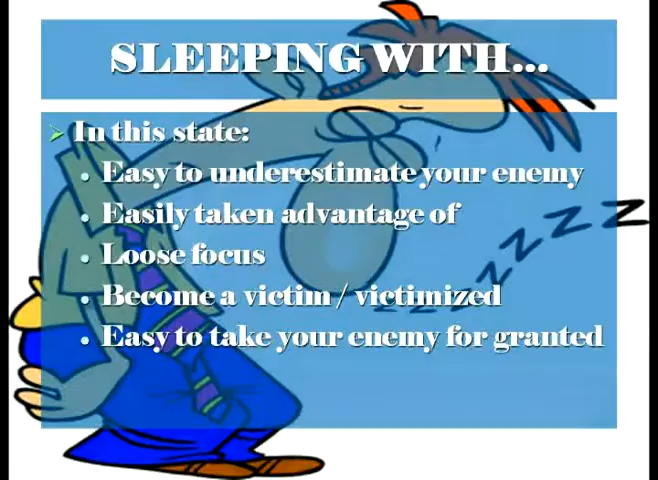 SLEEPING WITH...
In this state:
Easy to underestimate your enemy
Easily taken advantage of
Loose focus
Become a victim / victimized
Easy to take your enemy for granted
Z Z Z Z Z Z Z